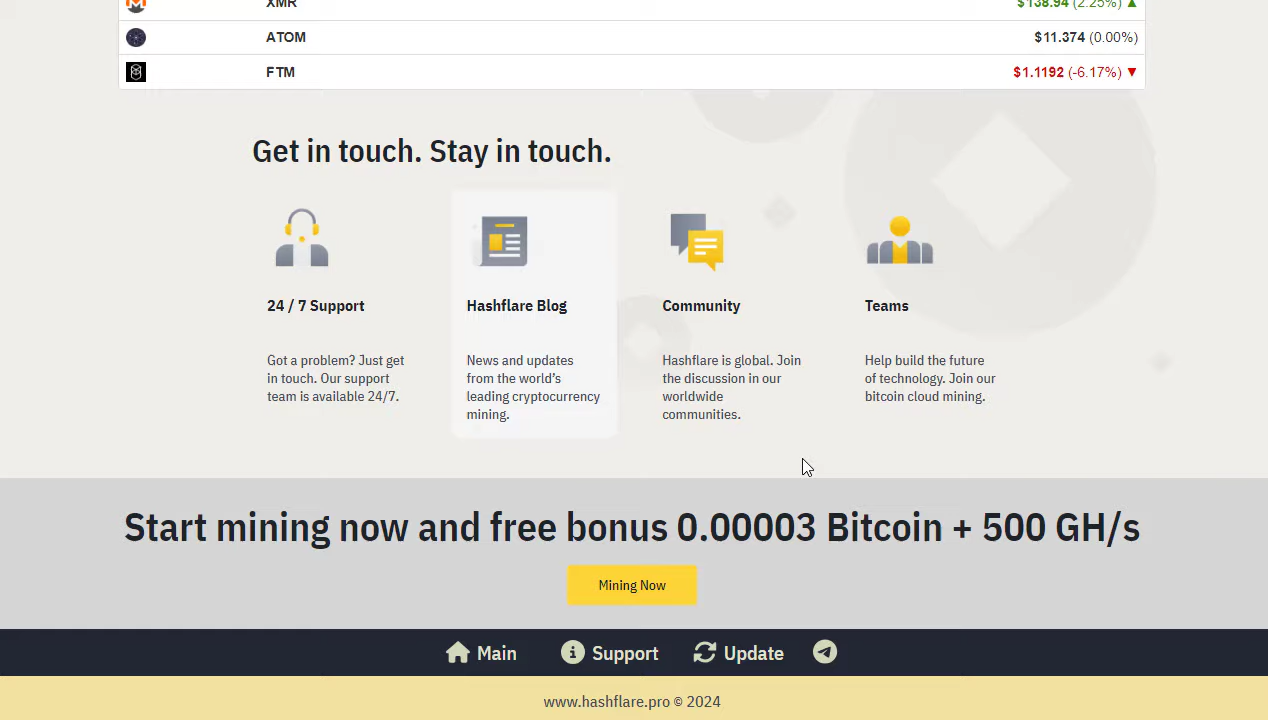 XMR $138.94 (2.25%) ▲
ATOM $11.374 (0.00%)
FTM $1.1192 (-6.17%) ▼
Get in touch. Stay in touch.
24 / 7 Support
Got a problem? Just get
in touch. Our support
team is available 24/7.
Hashflare Blog
News and updates
from the world’s
leading cryptocurrency
mining.
Community
Hashflare is global. Join
the discussion in our
worldwide
communities.
Teams
Help build the future
of technology. Join our
bitcoin cloud mining.
Start mining now and free bonus 0.00003 Bitcoin + 500 GH/s
Mining Now
Main Support Update
www.hashflare.pro © 2024